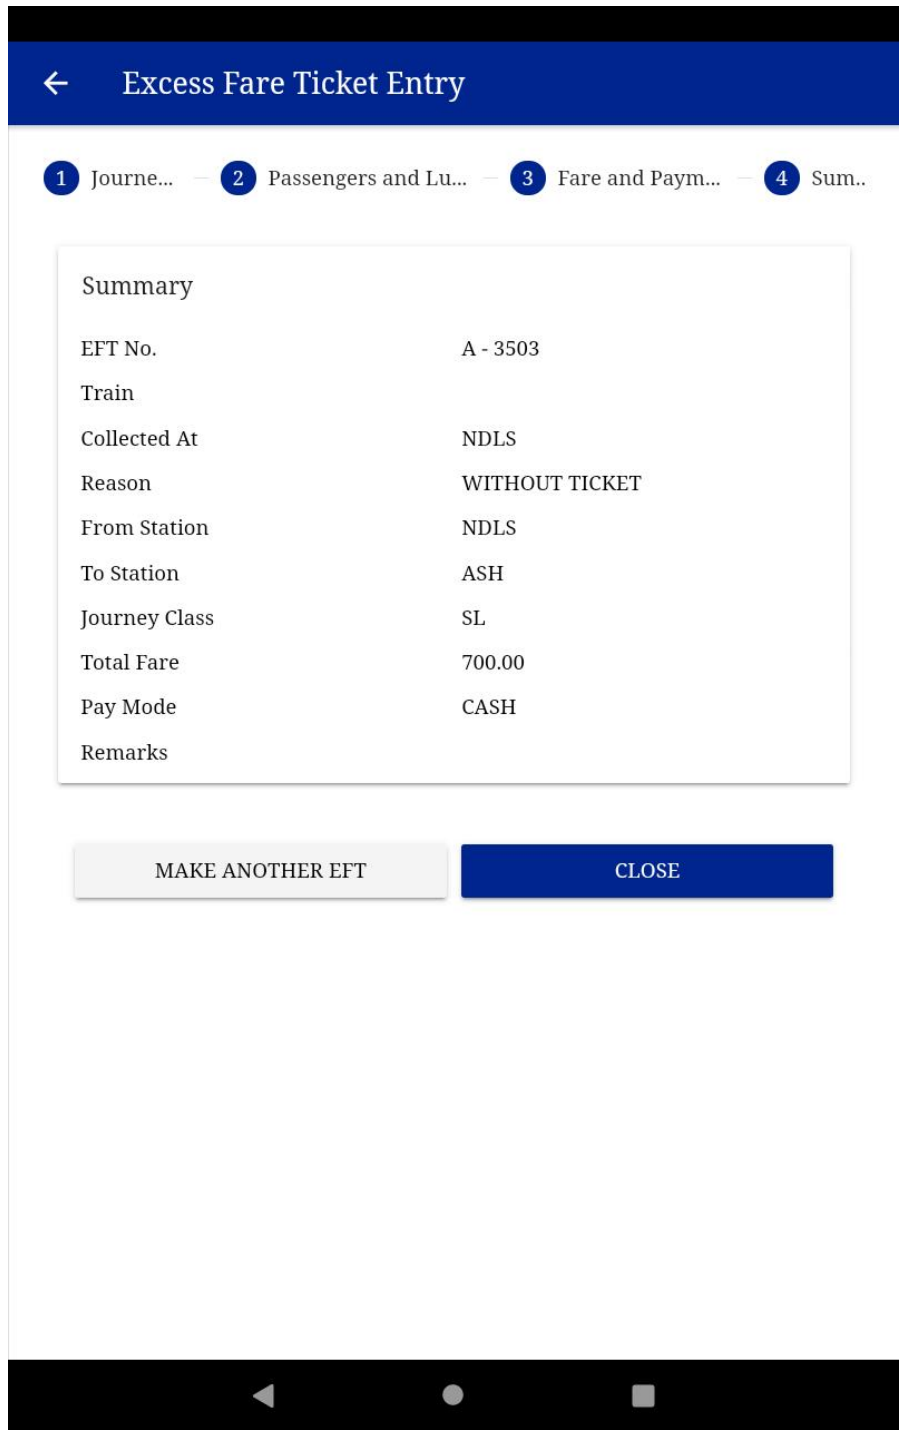 Excess Fare Ticket Entry
1 Journe... 2 Passengers and Lu... 3 Fare and Paym... 4 Sum..
Summary
EFT No. A - 3503
Train
Collected At NDLS
Reason WITHOUT TICKET
From Station NDLS
To Station ASH
Journey Class SL
Total Fare 700.00
Pay Mode CASH
Remarks
MAKE ANOTHER EFT CLOSE